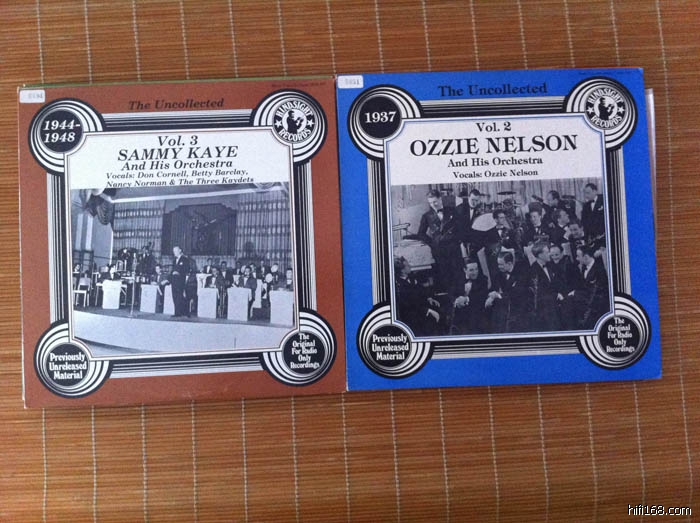 The Uncollected
1944-
1948
HINDSIGHT
RECORDS
Vol. 3
SAMMY KAYE
And His Orchestra
Vocals: Don Cornell, Betty Barclay,
Nancy Norman & The Three Kaydets
Previously
Unreleased
Material
The
Original
For Radio
Only
Recordings
The Uncollected
1937
HINDSIGHT
RECORDS
Vol. 2
OZZIE NELSON
And His Orchestra
Vocals: Ozzie Nelson
Previously
Unreleased
Material
The
Original
For Radio
Only
Recordings
hifi168.com